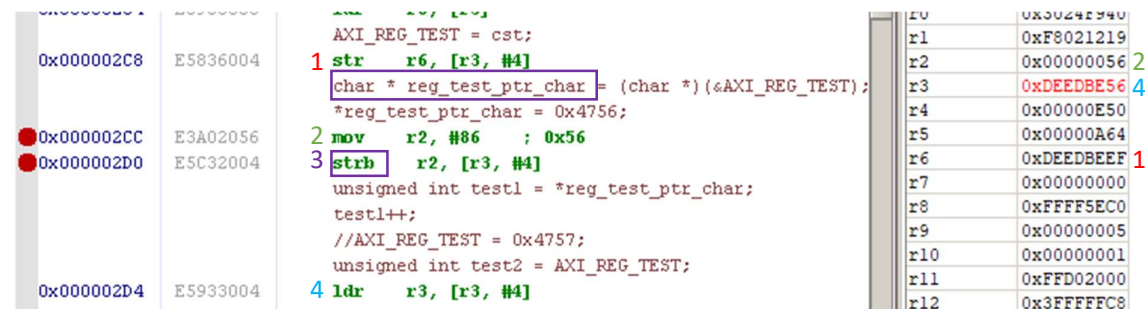 r0 0x3024F940
AXI_REG_TEST = cst;
r1 0xF8021219
0x000002C8 E5836004 1 str r6, [r3, #4]
r2 0x00000056 2
char * reg_test_ptr_char = (char *)(&AXI_REG_TEST);
r3 0xDEEDBE56 4
*reg_test_ptr_char = 0x4756;
r4 0x00000E50
0x000002CC E3A02056 2 mov r2, #86 ; 0x56
r5 0x00000A64
0x000002D0 E5C32004 3 strb r2, [r3, #4]
r6 0xDEEDBEEF 1
unsigned int test1 = *reg_test_ptr_char;
r7 0x00000000
test1++;
r8 0xFFFF5EC0
//AXI_REG_TEST = 0x4757;
r9 0x00000005
unsigned int test2 = AXI_REG_TEST;
r10 0x00000001
r11 0xFFD02000
0x000002D4 E5933004 4 ldr r3, [r3, #4]
r12 0x3FFFFFC8